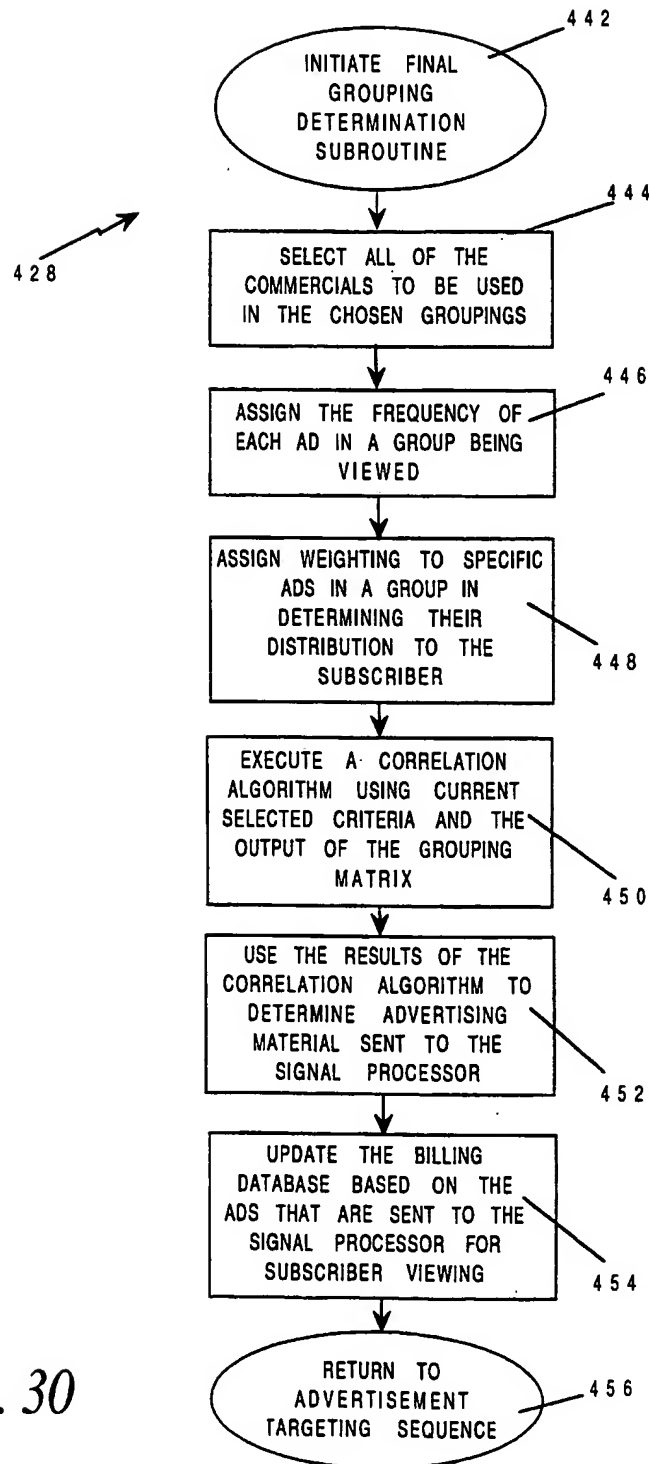 442
INITIATE FINAL
GROUPING
DETERMINATION
SUBROUTINE
428
444
SELECT ALL OF THE
COMMERCIALS TO BE USED
IN THE CHOSEN GROUPINGS
446
ASSIGN THE FREQUENCY OF
EACH AD IN A GROUP BEING
VIEWED
ASSIGN WEIGHTING TO SPECIFIC
ADS IN A GROUP IN
DETERMINING THEIR
DISTRIBUTION TO THE
SUBSCRIBER
448
EXECUTE A CORRELATION
ALGORITHM USING CURRENT
SELECTED CRITERIA AND THE
OUTPUT OF THE GROUPING
MATRIX
450
USE THE RESULTS OF THE
CORRELATION ALGORITHM TO
DETERMINE ADVERTISING
MATERIAL SENT TO THE
SIGNAL PROCESSOR
452
UPDATE THE BILLING
DATABASE BASED ON THE
ADS THAT ARE SENT TO THE
SIGNAL PROCESSOR FOR
SUBSCRIBER VIEWING
454
RETURN TO
ADVERTISEMENT
TARGETING SEQUENCE
456
. 30